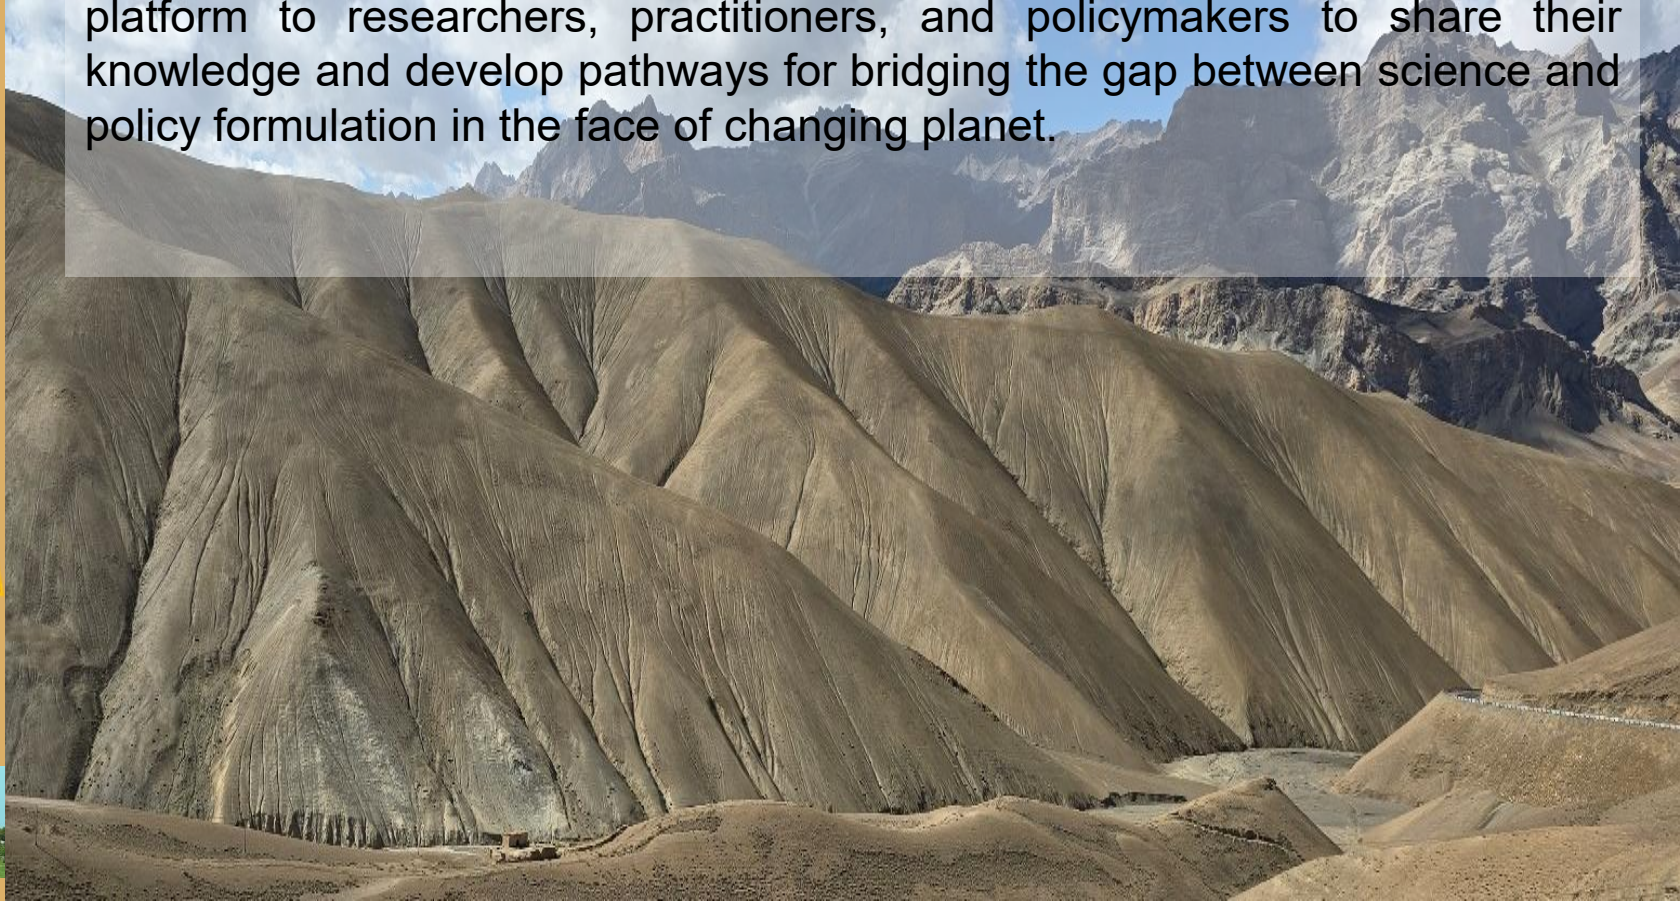 platform to researchers, practitioners, and policymakers to share their
knowledge and develop pathways for bridging the gap between science and
policy formulation in the face of changing planet.